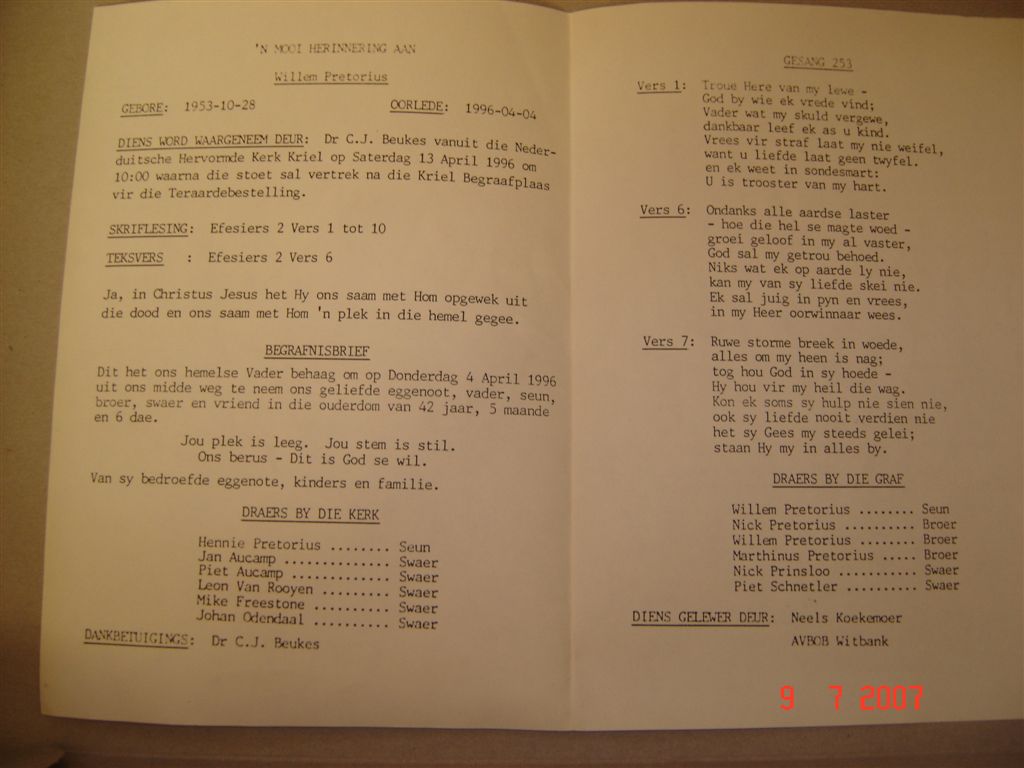 'N MOOI HERINNERING AAN
Willem Pretorius
GEBORE: 1953-10-28 OORLEDE: 1996-04-04
DIENS WORD WAARGENEEM DEUR: Dr C.J. Beukes vanuit die Neder-
duitsche Hervormde Kerk Kriel op Saterdag 13 April 1996 om
10:00 waarna die stoet sal vertrek na die Kriel Begraafplaas
vir die Teraardebestelling.
SKRIFLESING: Efesiers 2 Vers 1 tot 10
TEKSVERS : Efesiers 2 Vers 6
Ja, in Christus Jesus het Hy ons saam met Hom opgewek uit
die dood en ons saam met Hom 'n plek in die hemel gegee.
BEGRAFNISBRIEF
Dit het ons hemelse Vader behaag om op Donderdag 4 April 1996
uit ons midde weg te neem ons geliefde eggenoot, vader, seun,
broer, swaer en vriend in die ouderdom van 42 jaar, 5 maande
en 6 dae.
Jou plek is leeg. Jou stem is stil.
Ons berus - Dit is God se wil.
Van sy bedroefde eggenote, kinders en familie.
DRAERS BY DIE KERK
Hennie Pretorius ........ Seun
Jan Aucamp .............. Swaer
Piet Aucamp ............. Swaer
Leon Van Rooyen ......... Swaer
Mike Freestone .......... Swaer
Johan Odendaal .......... Swaer
DANKBETUIGINGS: Dr C.J. Beukes
GESANG 253
Vers 1: Troue Here van my lewe -
God by wie ek vrede vind;
Vader wat my skuld vergewe,
dankbaar leef ek as u kind.
Vrees vir straf laat my nie weifel,
want u liefde laat geen twyfel.
en ek weet in sondesmart:
U is trooster van my hart.
Vers 6: Ondanks alle aardse laster
- hoe die hel se magte woed -
groei geloof in my al vaster,
God sal my getrou behoed.
Niks wat ek op aarde ly nie,
kan my van sy liefde skei nie.
Ek sal juig in pyn en vrees,
in my Heer oorwinnaar wees.
Vers 7: Ruwe storme breek in woede,
alles om my heen is nag;
tog hou God in sy hoede -
Hy hou vir my heil die wag.
Kon ek soms sy hulp nie sien nie,
ook sy liefde nooit verdien nie
het sy Gees my steeds gelei;
staan Hy my in alles by.
DRAERS BY DIE GRAF
Willem Pretorius ........ Seun
Nick Pretorius .......... Broer
Willem Pretorius ........ Broer
Marthinus Pretorius ..... Broer
Nick Prinsloo ........... Swaer
Piet Schnetler .......... Swaer
DIENS GELEWER DEUR: Neels Koekemoer
AVBOB Witbank
9 7 2007